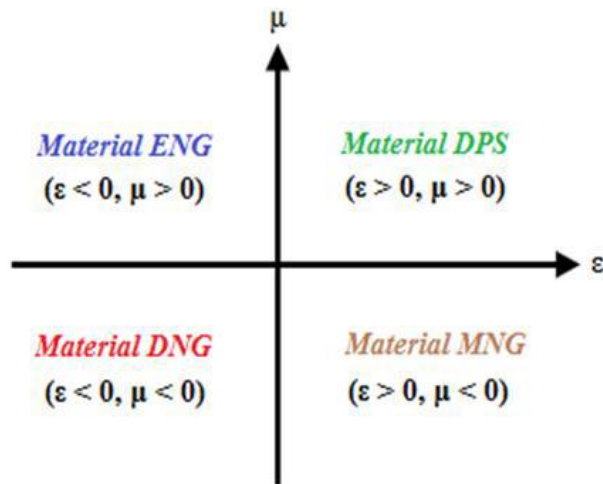 μ
Material ENG
(ε < 0, μ > 0)
Material DPS
(ε > 0, μ > 0)
ε
Material DNG
(ε < 0, μ < 0)
Material MNG
(ε > 0, μ < 0)